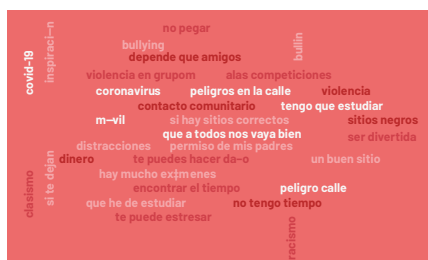 no pegar
inspiraci—n
bullin
bullying
depende que amigos
covid-19
violencia en grupom
alas competiciones
coronavirus
peligros en la calle
violencia
contacto comunitario
tengo que estudiar
m—vil
si hay sitios correctos
sitios negros
que a todos nos vaya bien
ser divertida
distracciones
permiso de mis padres
dinero
te puedes hacer da–o
un buen sitio
si te dejan
hay mucho ex‡menes
clasismo
encontrar el tiempo
peligro calle
que he de estudiar
no tengo tiempo
te puede estresar
racismo